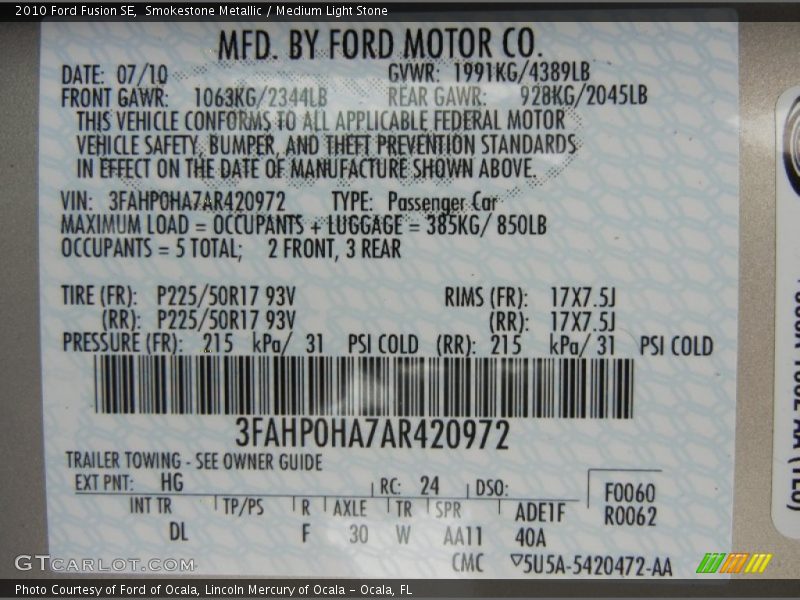 2010 Ford Fusion SE, Smokestone Metallic / Medium Light Stone
MFD. BY FORD MOTOR CO.
DATE: 07/10 GVWR: 1991KG/4389LB
FRONT GAWR: 1063KG/2344LB REAR GAWR: 928KG/2045LB
THIS VEHICLE CONFORMS TO ALL APPLICABLE FEDERAL MOTOR
VEHICLE SAFETY, BUMPER, AND THEFT PREVENTION STANDARDS
IN EFFECT ON THE DATE OF MANUFACTURE SHOWN ABOVE.
VIN: 3FAHP0HA7AR420972 TYPE: Passenger Car
MAXIMUM LOAD = OCCUPANTS + LUGGAGE = 385KG/ 850LB
OCCUPANTS = 5 TOTAL; 2 FRONT, 3 REAR
TIRE (FR): P225/50R17 93V RIMS (FR): 17X7.5J
(RR): P225/50R17 93V (RR): 17X7.5J
PRESSURE (FR): 215 kPa/ 31 PSI COLD (RR): 215 kPa/ 31 PSI COLD
3FAHP0HA7AR420972
TRAILER TOWING - SEE OWNER GUIDE
EXT PNT: HG RC: 24 DSO: F0060
INT TR TP/PS R AXLE TR SPR ADE1F R0062
DL F 30 W AA11 40A
CMC 5U5A-5420472-AA
GTCARLOT.COM
Photo Courtesy of Ford of Ocala, Lincoln Mercury of Ocala - Ocala, FL